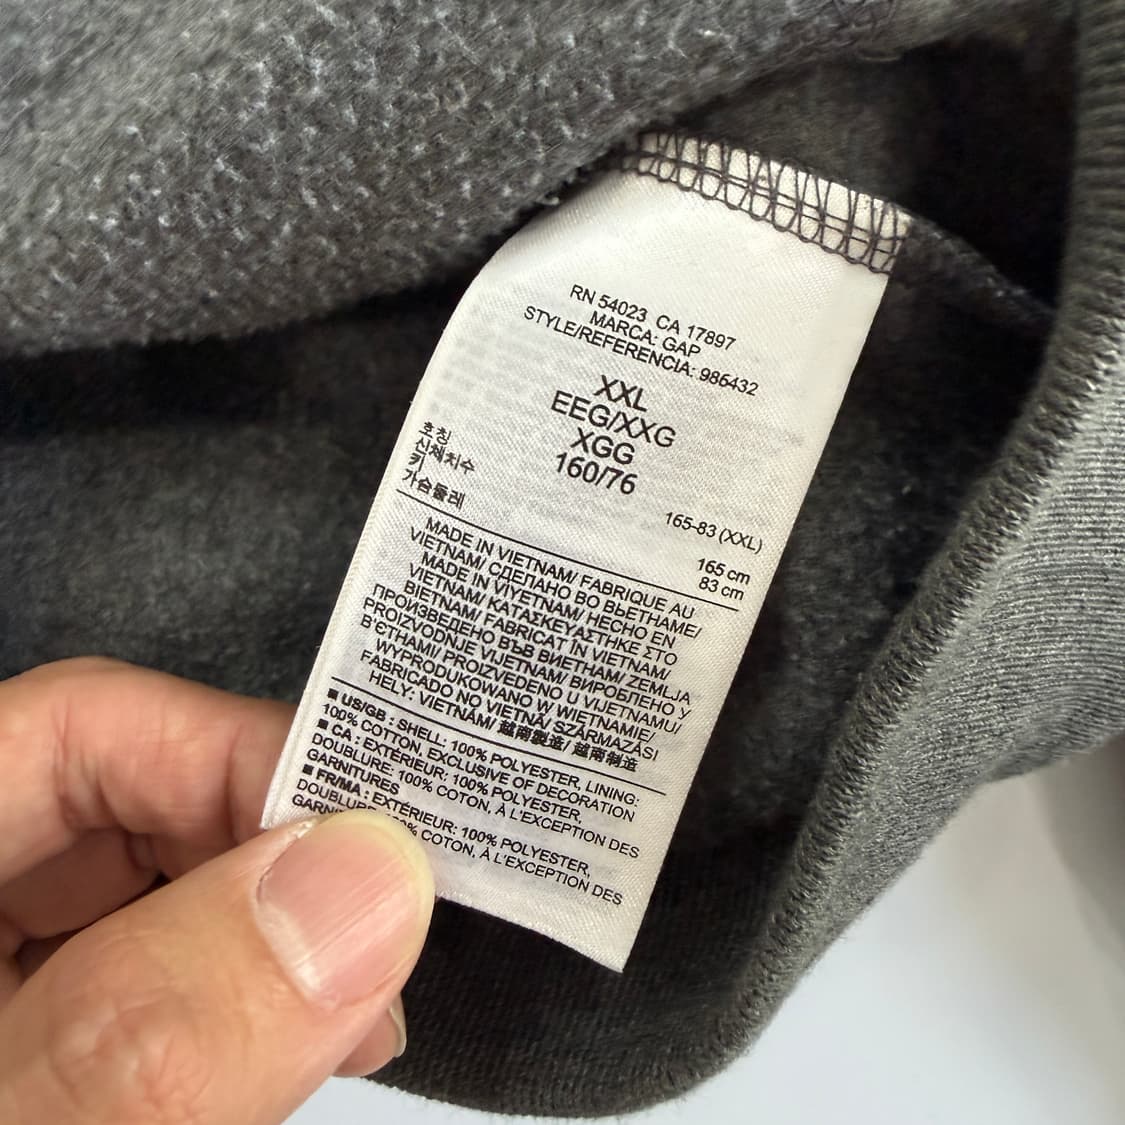 RN 54023 CA 17897
MARCA: GAP
STYLE/REFERENCIA: 986432
XXL
EEG/XXG
XGG
160/76
호칭
165-83 (XXL)
신체치수
키
165 cm
가슴둘레
83 cm
MADE IN VIETNAM/ FABRIQUE AU
VIETNAM/ СДЕЛАНО ВО ВЬЕТНАМЕ/
MADE IN VIYETNAM/ HECHO EN
VIETNAM/ ΚΑΤΑΣΚΕΥΑΣΤΗΚΕ ΣΤΟ
ΒΙΕΤΝΑΜ/ FABRICAT ÎN VIETNAM/
ПРОИЗВЕДЕНО ВЪВ ВИЕТНАМ/ ZEMLJA
PROIZVODNJE VIJETNAM/ ВИРОБЛЕНО У
В'ЄТНАМІ/ PROIZVEDENO U VIJETNAMU/
WYPRODUKOWANO W WIETNAMIE/
FABRICADO NO VIETNÃ/ SZÁRMAZÁSI
HELY: VIETNÁM/ 越南製造/ 越南制造
■ US/GB : SHELL: 100% POLYESTER, LINING:
100% COTTON, EXCLUSIVE OF DECORATION
■ CA : EXTÉRIEUR: 100% POLYESTER,
DOUBLURE: 100% COTON, À L'EXCEPTION DES
GARNITURES
■ FR/MA : EXTÉRIEUR: 100% POLYESTER,
COTON, À L'EXCEPTION DES